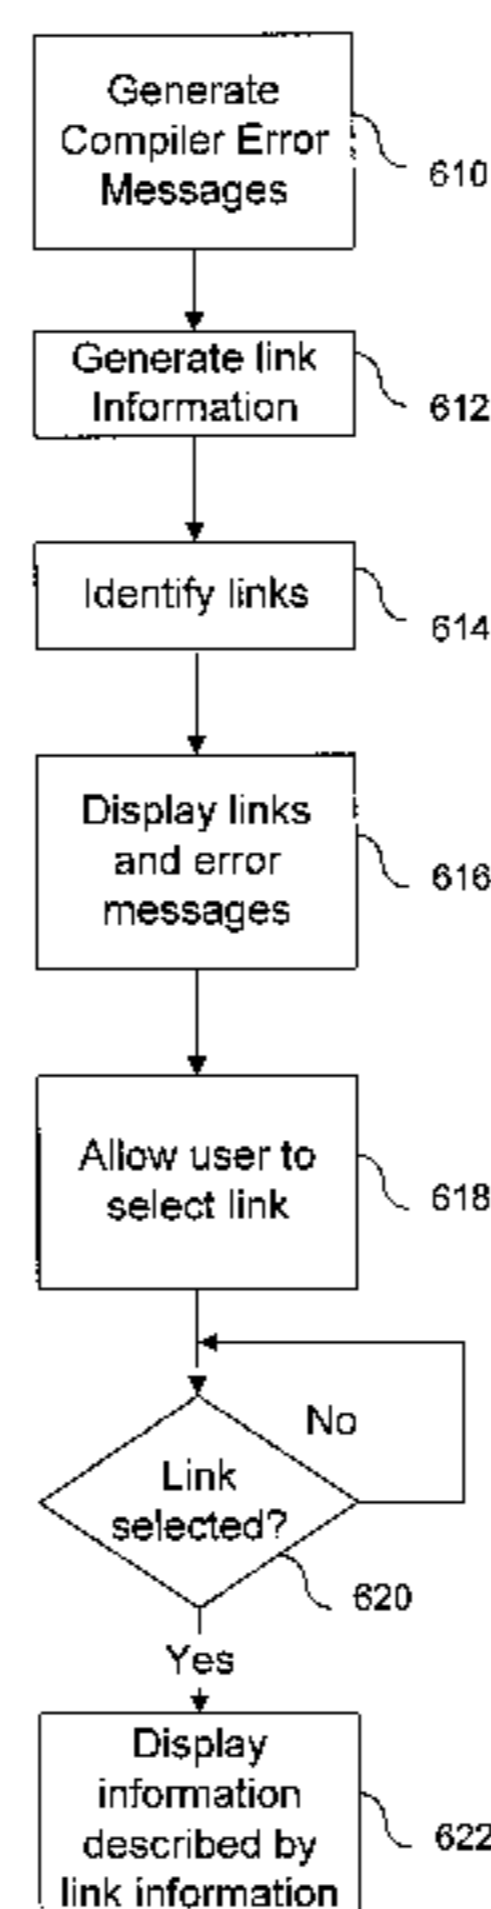 Generate
Compiler Error
Messages
610
Generate link
Information
612
Identify links
614
Display links
and error
messages
616
Allow user to
select link
618
No
Link
selected?
620
Yes
Display
information
described by
link information
622